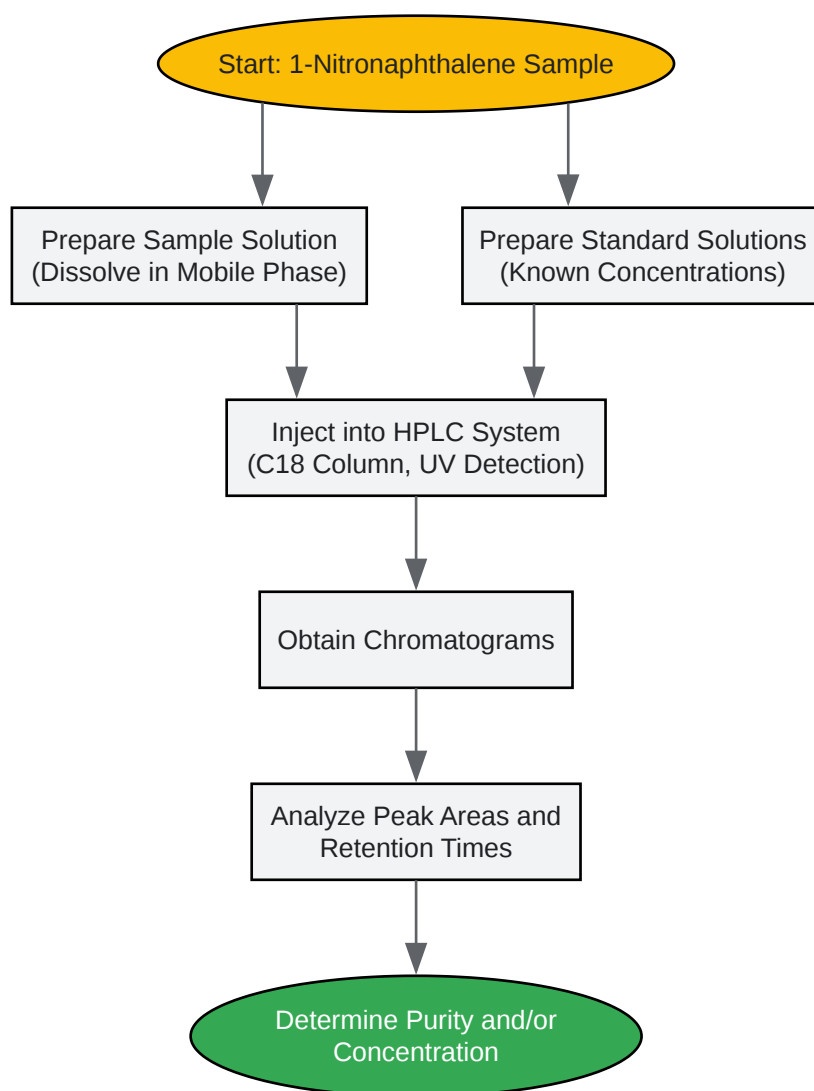 Start: 1-Nitronaphthalene Sample
Prepare Sample Solution
(Dissolve in Mobile Phase)
Prepare Standard Solutions
(Known Concentrations)
Inject into HPLC System
(C18 Column, UV Detection)
Obtain Chromatograms
Analyze Peak Areas and
Retention Times
Determine Purity and/or
Concentration